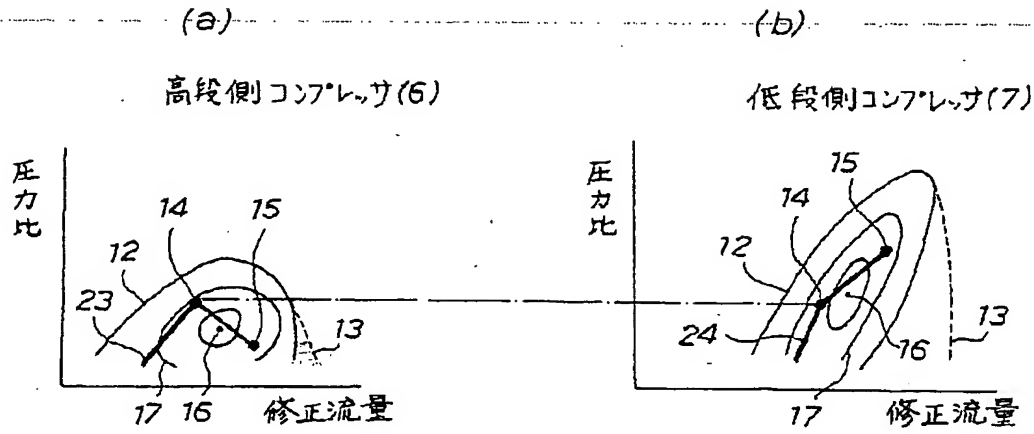 (a)
高段側コンプレッサ(6)
圧力比
12
14
15
23
13
17
16
修正流量
(b)
低段側コンプレッサ(7)
圧力比
15
14
12
24
16
13
17
修正流量